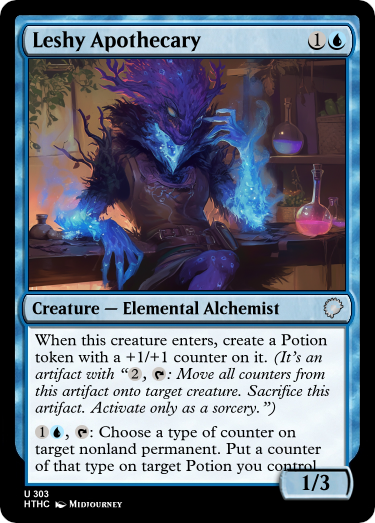 Leshy Apothecary 1U
Creature — Elemental Alchemist
When this creature enters, create a Potion
token with a +1/+1 counter on it. (It's an
artifact with “2, T: Move all counters from
this artifact onto target creature. Sacrifice this
artifact. Activate only as a sorcery.”)
1U, T: Choose a type of counter on
target nonland permanent. Put a counter
of that type on target Potion you control.
1/3
U 303
HTHC Midjourney